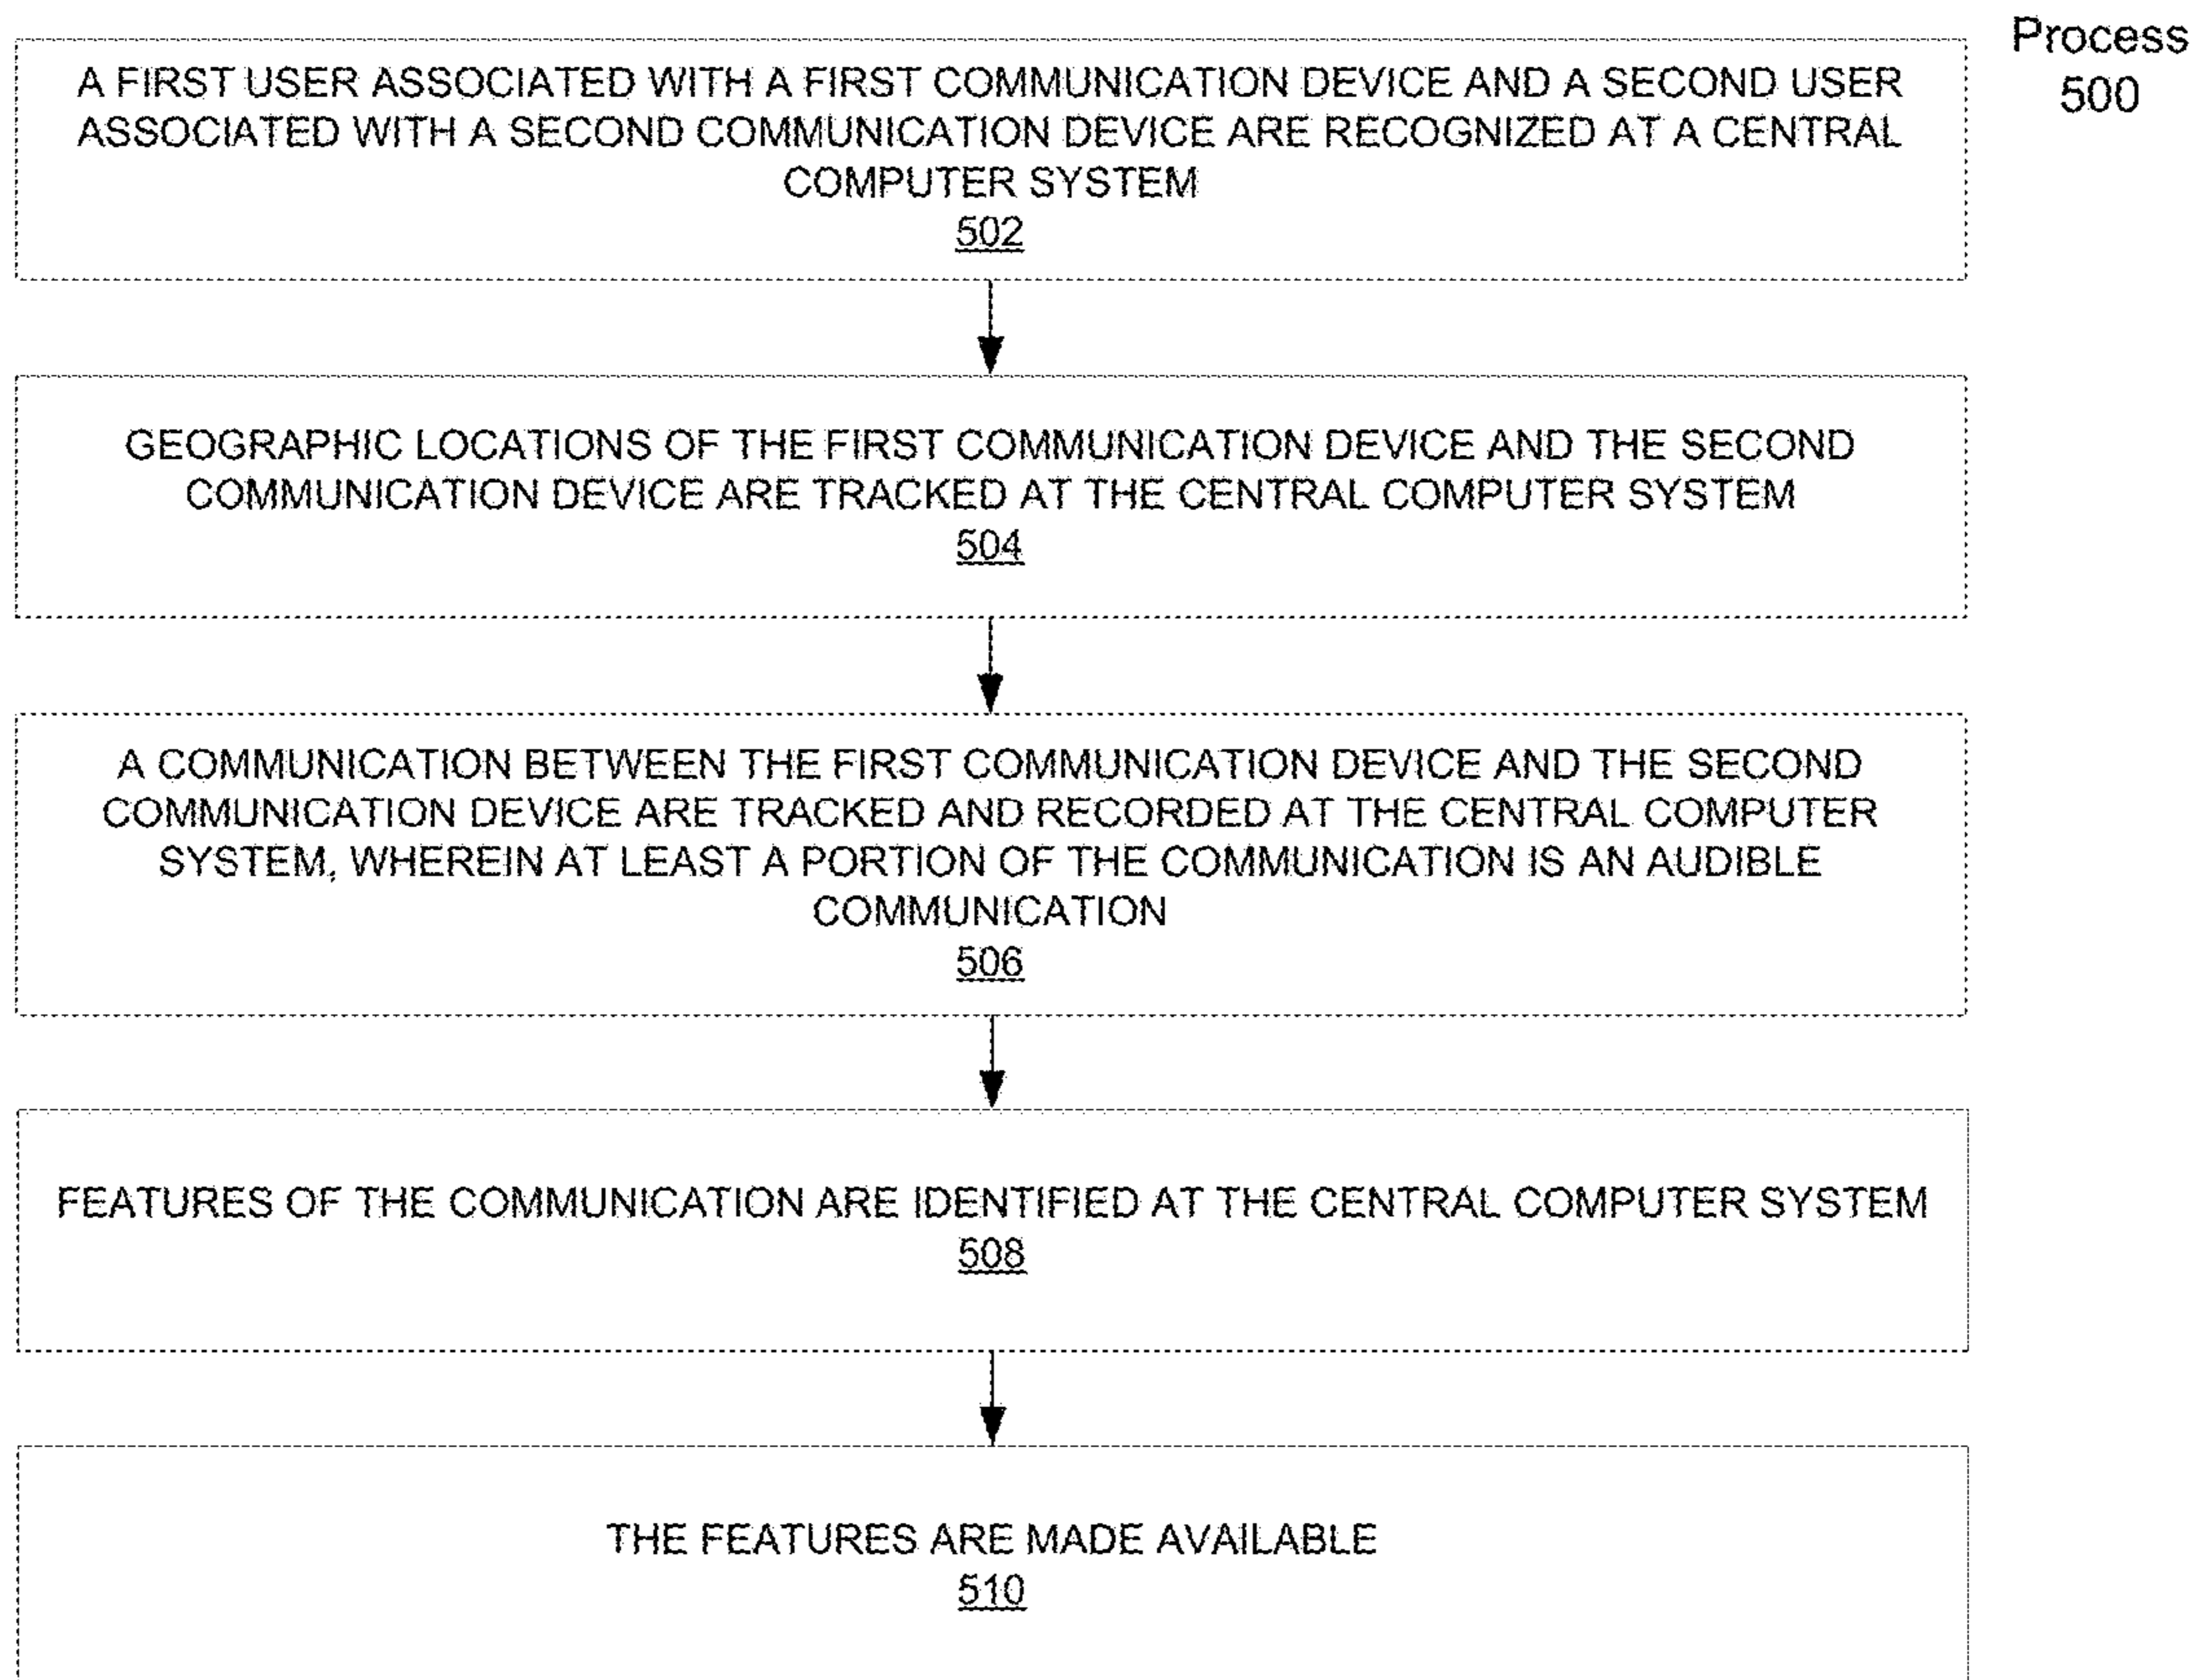 Process
500
A FIRST USER ASSOCIATED WITH A FIRST COMMUNICATION DEVICE AND A SECOND USER
ASSOCIATED WITH A SECOND COMMUNICATION DEVICE ARE RECOGNIZED AT A CENTRAL
COMPUTER SYSTEM
502
GEOGRAPHIC LOCATIONS OF THE FIRST COMMUNICATION DEVICE AND THE SECOND
COMMUNICATION DEVICE ARE TRACKED AT THE CENTRAL COMPUTER SYSTEM
504
A COMMUNICATION BETWEEN THE FIRST COMMUNICATION DEVICE AND THE SECOND
COMMUNICATION DEVICE ARE TRACKED AND RECORDED AT THE CENTRAL COMPUTER
SYSTEM, WHEREIN AT LEAST A PORTION OF THE COMMUNICATION IS AN AUDIBLE
COMMUNICATION
506
FEATURES OF THE COMMUNICATION ARE IDENTIFIED AT THE CENTRAL COMPUTER SYSTEM
508
THE FEATURES ARE MADE AVAILABLE
510